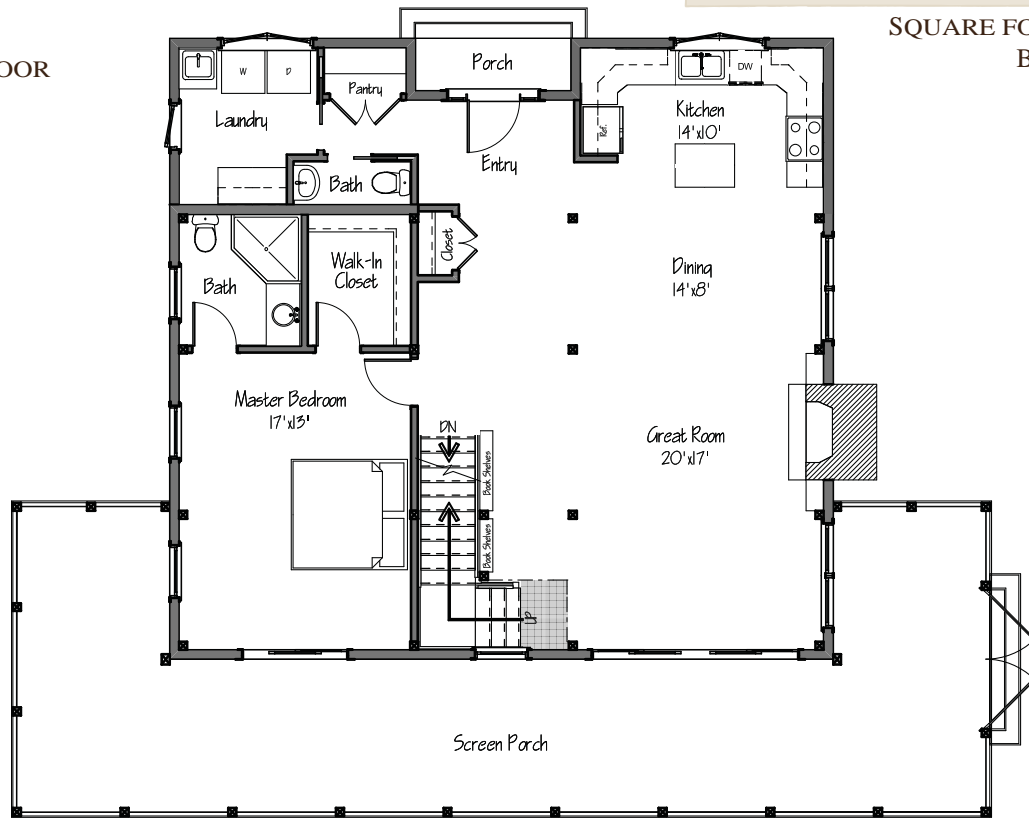 SQUARE FO
OOR
B
Porch
W
D
DW
Pantry
Kitchen
14'x10'
Laundry
Ref.
Entry
Bath
Closet
Walk-In
Closet
Dining
14'x8'
Bath
Master Bedroom
17'x13'
DN
Great Room
20'x17'
Book Shelves
Book Shelves
UP
Screen Porch